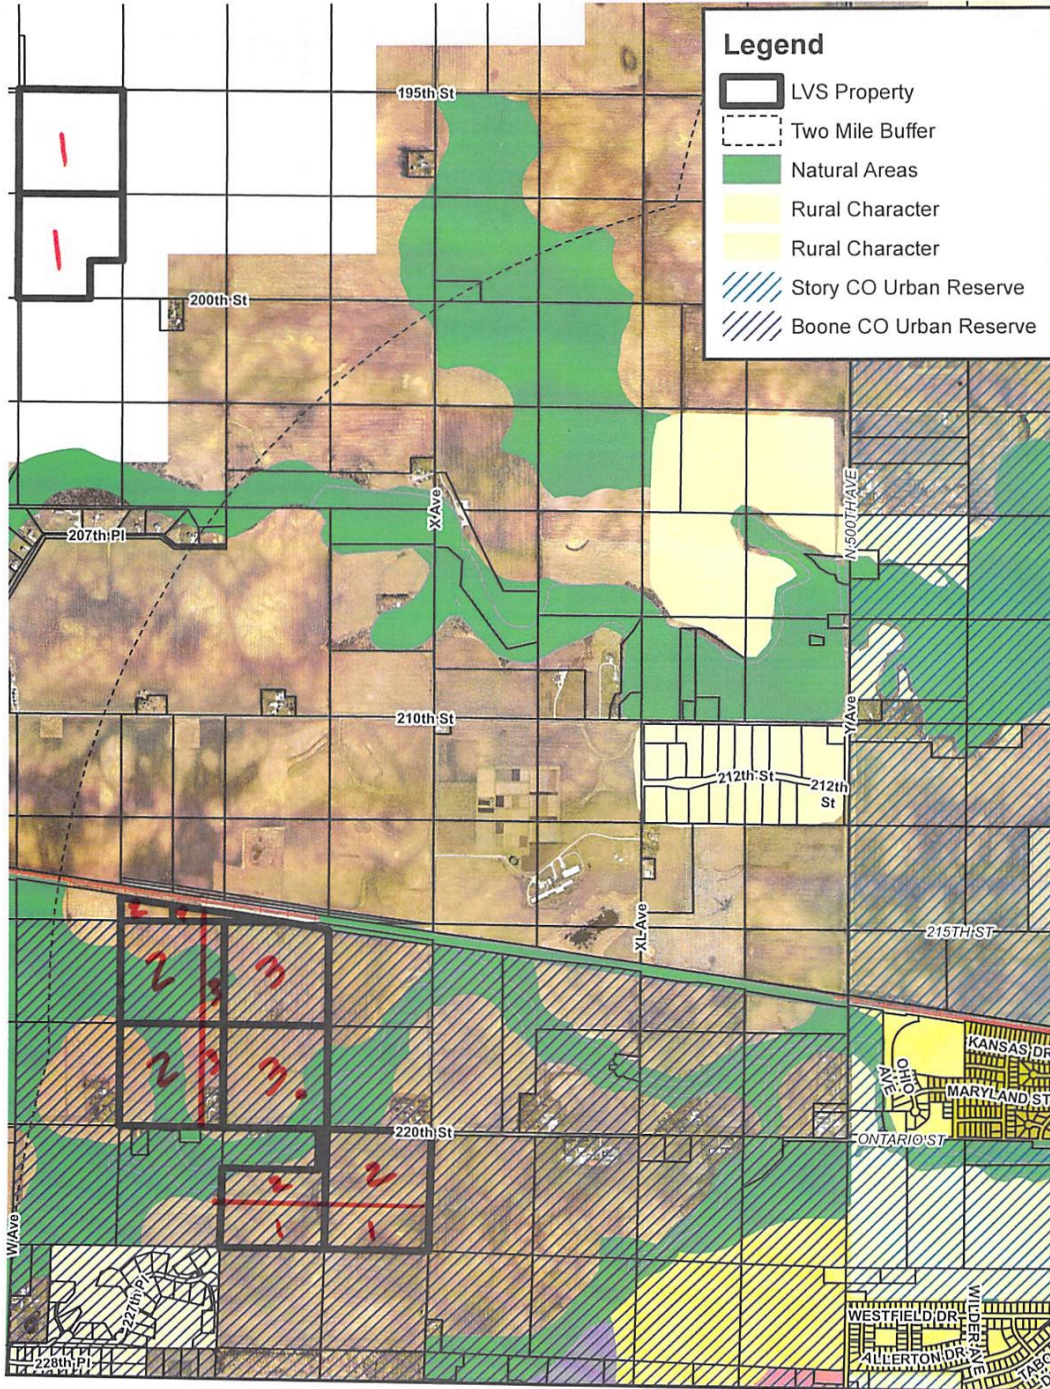 Legend
LVS Property
Two Mile Buffer
Natural Areas
Rural Character
Rural Character
Story CO Urban Reserve
Boone CO Urban Reserve
195th St
1
1
200th St
X Ave
N 500TH AVE
207th Pl
210th St
Y Ave
212th St
212th
St
XL Ave
215TH ST
2
2
3
3
2
3
3.
KANSAS DR
OHIO
AVE
MARYLAND ST
220th St
ONTARIO ST
2
2
1
1
W Ave
227th Pl
228th Pl
WESTFIELD DR
WILDER AVE
ALLERTON DR